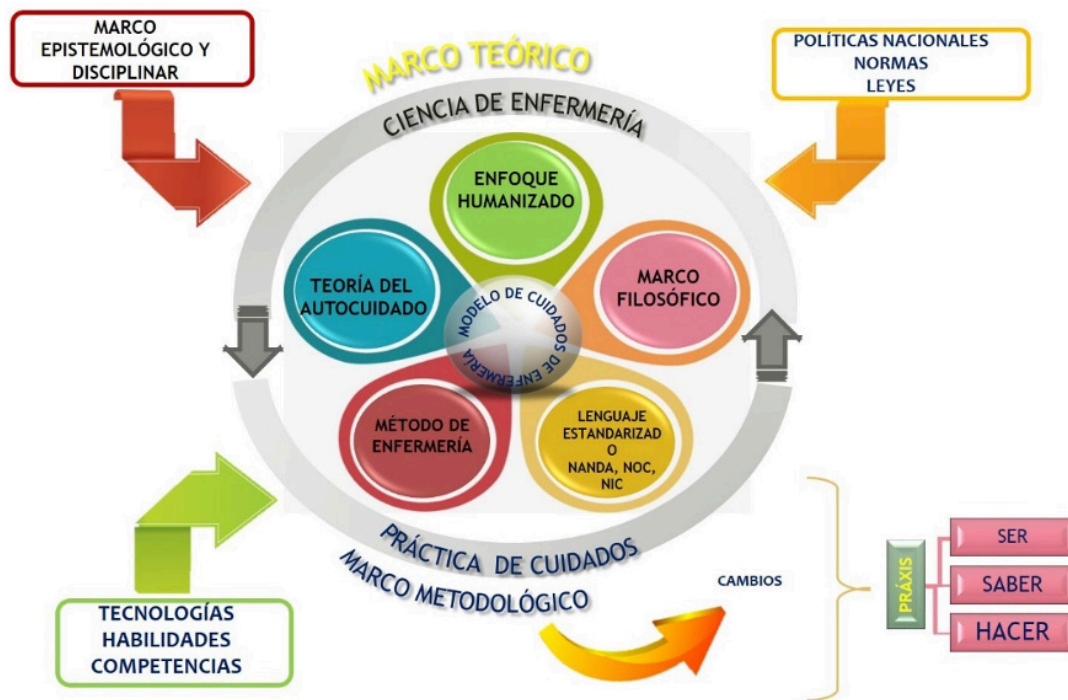 MARCO
EPISTEMOLÓGICO Y
DISCIPLINAR
MARCO TEÓRICO
CIENCIA DE ENFERMERÍA
POLÍTICAS NACIONALES
NORMAS
LEYES
ENFOQUE
HUMANIZADO
TEORÍA DEL
AUTOCUIDADO
MARCO
FILOSÓFICO
MODELO DE CUIDADOS DE ENFERMERÍA
MÉTODO DE
ENFERMERÍA
LENGUAJE
ESTANDARIZAD
O
NANDA, NOC,
NIC
PRÁCTICA DE CUIDADOS
MARCO METODOLÓGICO
TECNOLOGÍAS
HABILIDADES
COMPETENCIAS
CAMBIOS
PRÁXIS
SER
SABER
HACER